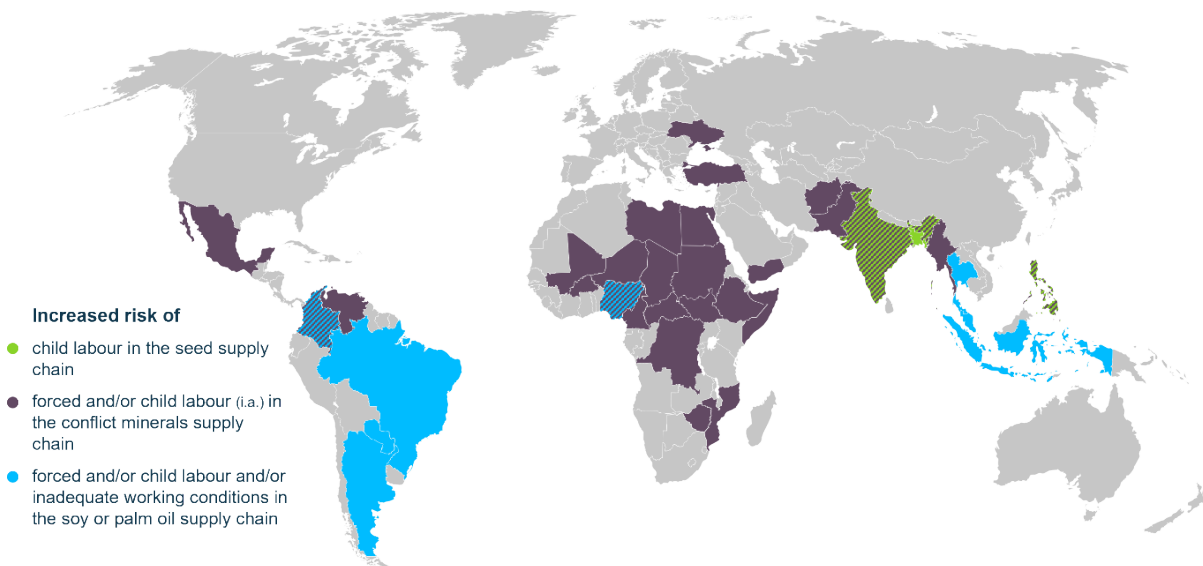 Increased risk of
child labour in the seed supply
chain
forced and/or child labour (i.a.) in
the conflict minerals supply
chain
forced and/or child labour and/or
inadequate working conditions in
the soy or palm oil supply chain